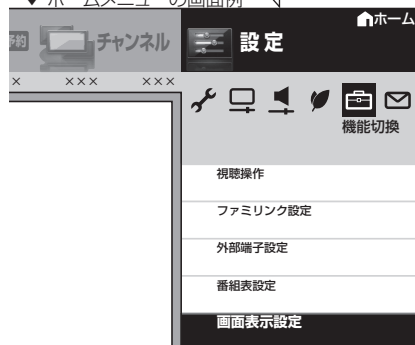 ホームメニューの画面例
ホーム
予約 チャンネル 設定
××× ×××
機能切換
視聴操作
ファミリンク設定
外部端子設定
番組表設定
画面表示設定